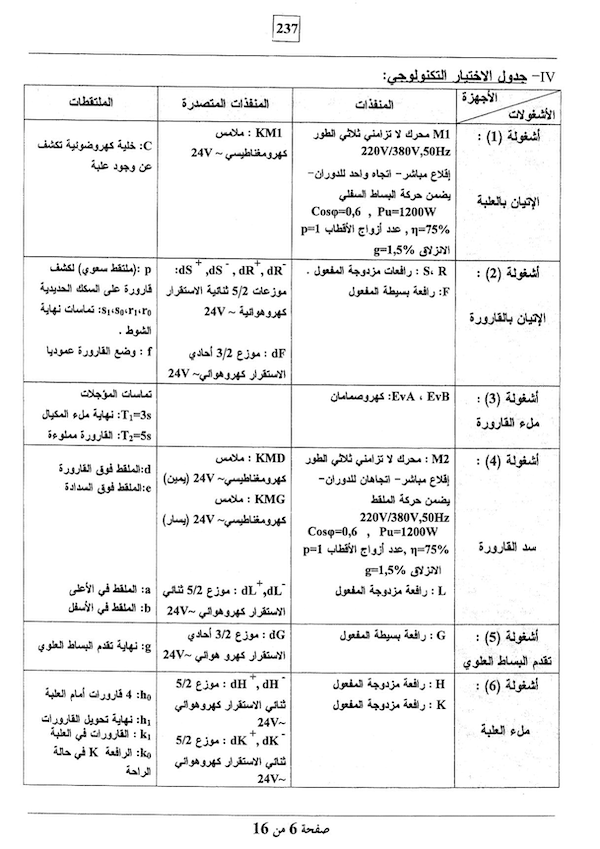 237
IV- جدول الاختيار التكنولوجي:
الأجهزة
الأشغولات
المنفذات
المنفذات المتصدرة
الملتقطات
أشغولة (1) :
الإتيان بالعلبة
M1 محرك لا تزامني ثلاثي الطور
220V/380V,50Hz
إقلاع مباشر- اتجاه واحد للدوران-
يضمن حركة البساط السفلي
Cosφ=0,6 , Pu=1200W
η=75% , عدد أزواج الأقطاب p=1
الانزلاق g=1,5%
KM1 : ملامس
كهرومغناطيسي ~ 24V
C: خلية كهروضوئية تكشف
عن وجود علبة
أشغولة (2) :
الإتيان بالقارورة
S، R : رافعات مزدوجة المفعول .
F: رافعة بسيطة المفعول
dS+ ,dS- , dR+, dR-:
موزعات 5/2 ثنائية الاستقرار
كهروهوائية ~ 24V
dF : موزع 3/2 أحادي
الاستقرار كهروهوائي~ 24V
p :(ملتقط سعوي) لكشف
قارورة على السكك الحديدية
s1،s0،r1،r0: تماسات نهاية
الشوط .
f : وضع القارورة عموديا
أشغولة (3) :
ملء القارورة
EvA ، EvB: كهروصمامان
تماسات المؤجلات
T1=3s: نهاية ملء المكيال
T2=5s: القارورة مملوءة
أشغولة (4) :
سد القارورة
M2 : محرك لا تزامني ثلاثي الطور
إقلاع مباشر- اتجاهان للدوران-
يضمن حركة الملقط
220V/380V,50Hz
Cosφ=0,6 , Pu=1200W
η=75% ,عدد أزواج الأقطاب p=1
الانزلاق g=1,5%
L : رافعة مزدوجة المفعول
KMD : ملامس
كهرومغناطيسي~ 24V (يمين)
KMG : ملامس
كهرومغناطيسي~ 24V (يسار)
dL+,dL- : موزع 5/2 ثنائي
الاستقرار كهروهوائي ~24V
d:الملقط فوق القارورة
e:الملقط فوق السدادة
a: الملقط في الأعلى
b: الملقط في الأسفل
أشغولة (5) :
تقدم البساط العلوي
G : رافعة بسيطة المفعول
dG : موزع 3/2 أحادي
الاستقرار كهرو هوائي ~24V
g: نهاية تقدم البساط العلوي
أشغولة (6) :
ملء العلبة
H : رافعة مزدوجة المفعول
K : رافعة مزدوجة المفعول
dH+ , dH- : موزع 5/2
ثنائي الاستقرار كهروهوائي
~24V
dK+, dK- : موزع 5/2
ثنائي الاستقرار كهروهوائي
~24V
h0: 4 قارورات أمام العلبة
h1: نهاية تحويل القارورات
k1 : القارورات في العلبة
k0: الرافعة K في حالة
الراحة
صفحة 6 من 16